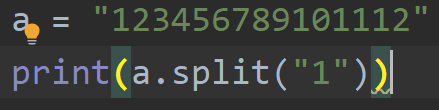 a = "123456789101112"
print(a.split("1"))